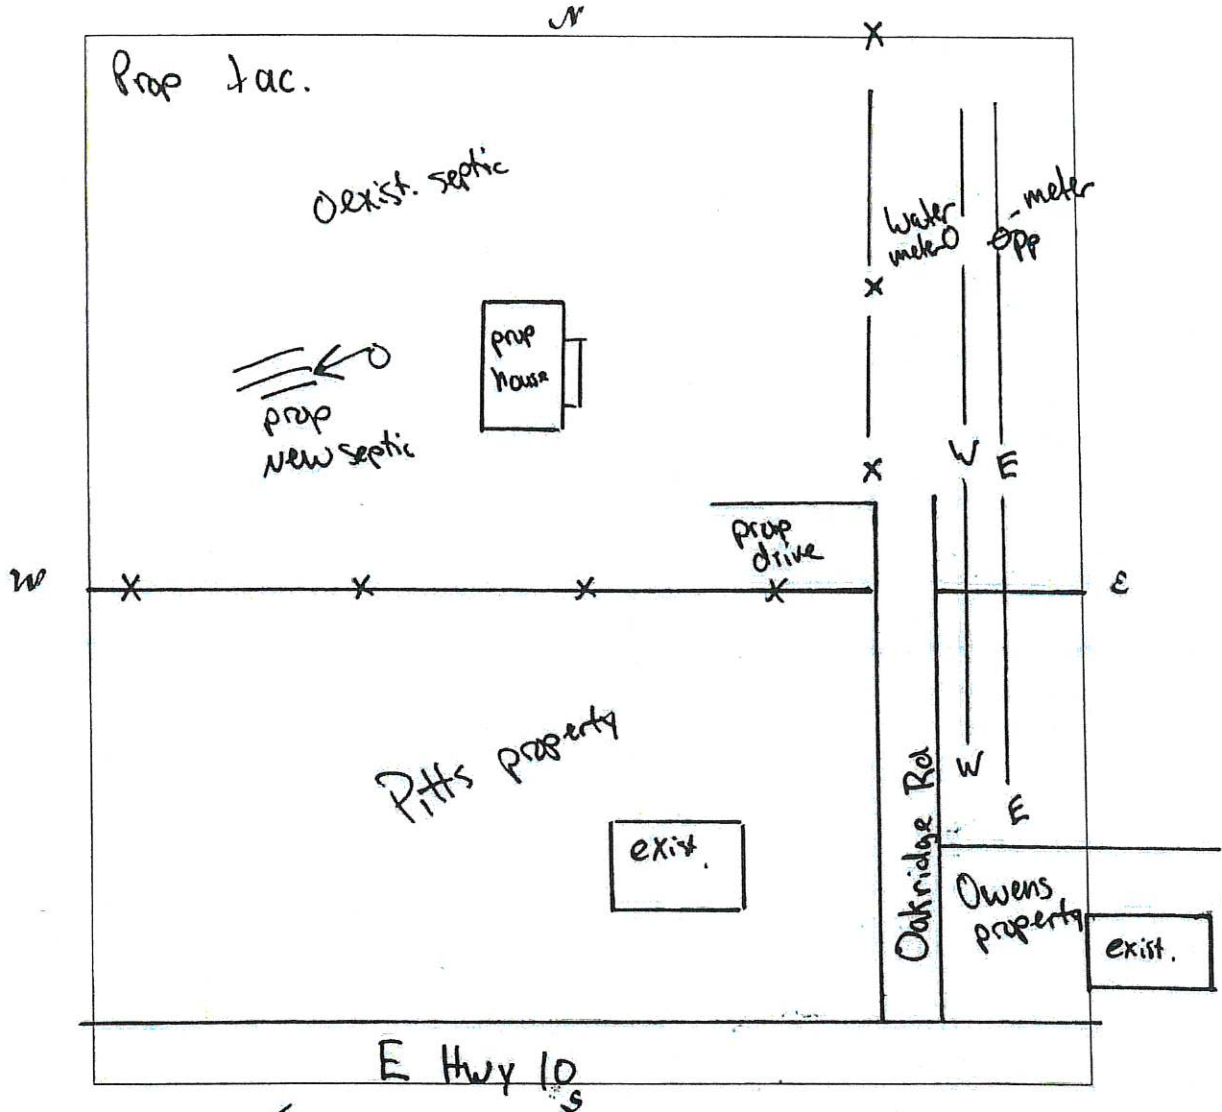 N
Prop 1ac.
O exist. septic
meter
water
meter
pp
prop
house
prop
new septic
W E
prop
drive
W
E
Pitts property
W
E
exist.
Oakridge Rd
Owens
property
exist.
E Hwy 10
S